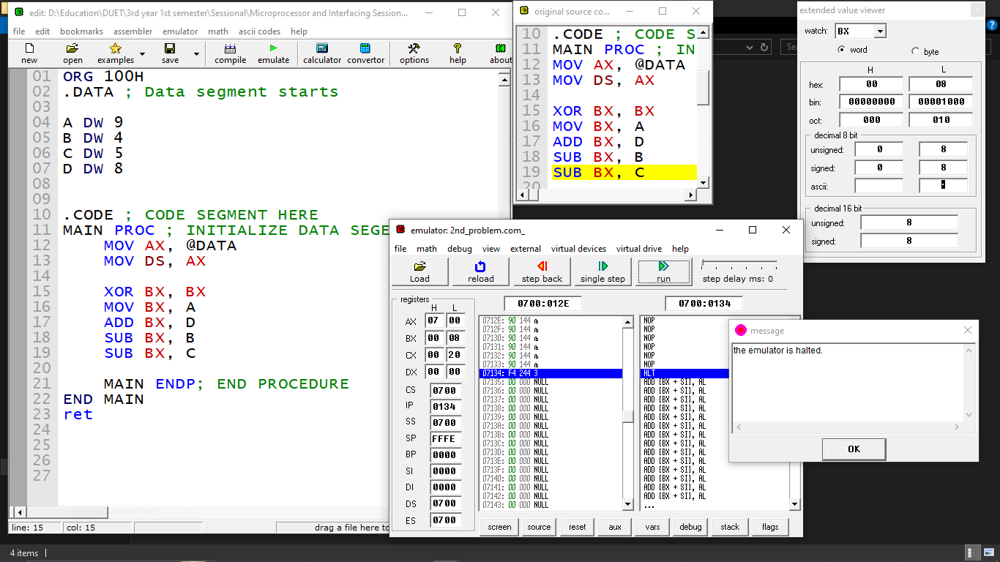 edit: D:\Education\DUET\3rd year 1st semester\Sessional\Microprocessor and Interfacing Session...
file edit bookmarks assembler emulator math ascii codes help
new open examples save compile emulate calculator convertor options help about
01 ORG 100H
02 .DATA ; Data segment starts
03
04 A DW 9
05 B DW 4
06 C DW 5
07 D DW 8
08
09
10 .CODE ; CODE SEGMENT HERE
11 MAIN PROC ; INITIALIZE DATA SEGE
12 MOV AX, @DATA
13 MOV DS, AX
14
15 XOR BX, BX
16 MOV BX, A
17 ADD BX, D
18 SUB BX, B
19 SUB BX, C
20
21 MAIN ENDP; END PROCEDURE
22 END MAIN
23 ret
24
25
26
27
line: 15 col: 15 drag a file here to
4 items
original source co...
10 .CODE ; CODE S
11 MAIN PROC ; IN
12 MOV AX, @DATA
13 MOV DS, AX
14
15 XOR BX, BX
16 MOV BX, A
17 ADD BX, D
18 SUB BX, B
19 SUB BX, C
20
Sea
extended value viewer
watch: BX
word byte
H L
hex: 00 08
bin: 00000000 00001000
oct: 000 010
decimal 8 bit
unsigned: 0 8
signed: 0 8
ascii:
decimal 16 bit
unsigned: 8
signed: 8
emulator: 2nd_problem.com_
file math debug view external virtual devices virtual drive help
Load reload step back single step run step delay ms: 0
registers
H L
AX 07 00
BX 00 08
CX 00 20
DX 00 00
CS 0700
IP 0134
SS 0700
SP FFFE
BP 0000
SI 0000
DI 0000
DS 0700
ES 0700
0700:012E 0700:0134
0712E: 90 144
0712F: 90 144
07130: 90 144
07131: 90 144
07132: 90 144
07133: 90 144
07134: F4 244
07135: 00 000 NULL
07136: 00 000 NULL
07137: 00 000 NULL
07138: 00 000 NULL
07139: 00 000 NULL
0713A: 00 000 NULL
0713B: 00 000 NULL
0713C: 00 000 NULL
0713D: 00 000 NULL
0713E: 00 000 NULL
0713F: 00 000 NULL
07140: 00 000 NULL
07141: 00 000 NULL
07142: 00 000 NULL
07143: 00 000 NULL
NOP
NOP
NOP
NOP
NOP
NOP
HLT
ADD [BX + SI], AL
ADD [BX + SI], AL
ADD [BX + SI], AL
ADD [BX + SI], AL
ADD [BX + SI], AL
ADD [BX + SI], AL
ADD [BX + SI], AL
ADD [BX + SI], AL
ADD [BX + SI], AL
ADD [BX + SI], AL
ADD [BX + SI], AL
ADD [BX + SI], AL
ADD [BX + SI], AL
ADD [BX + SI], AL
...
screen source reset aux vars debug stack flags
message
the emulator is halted.
OK